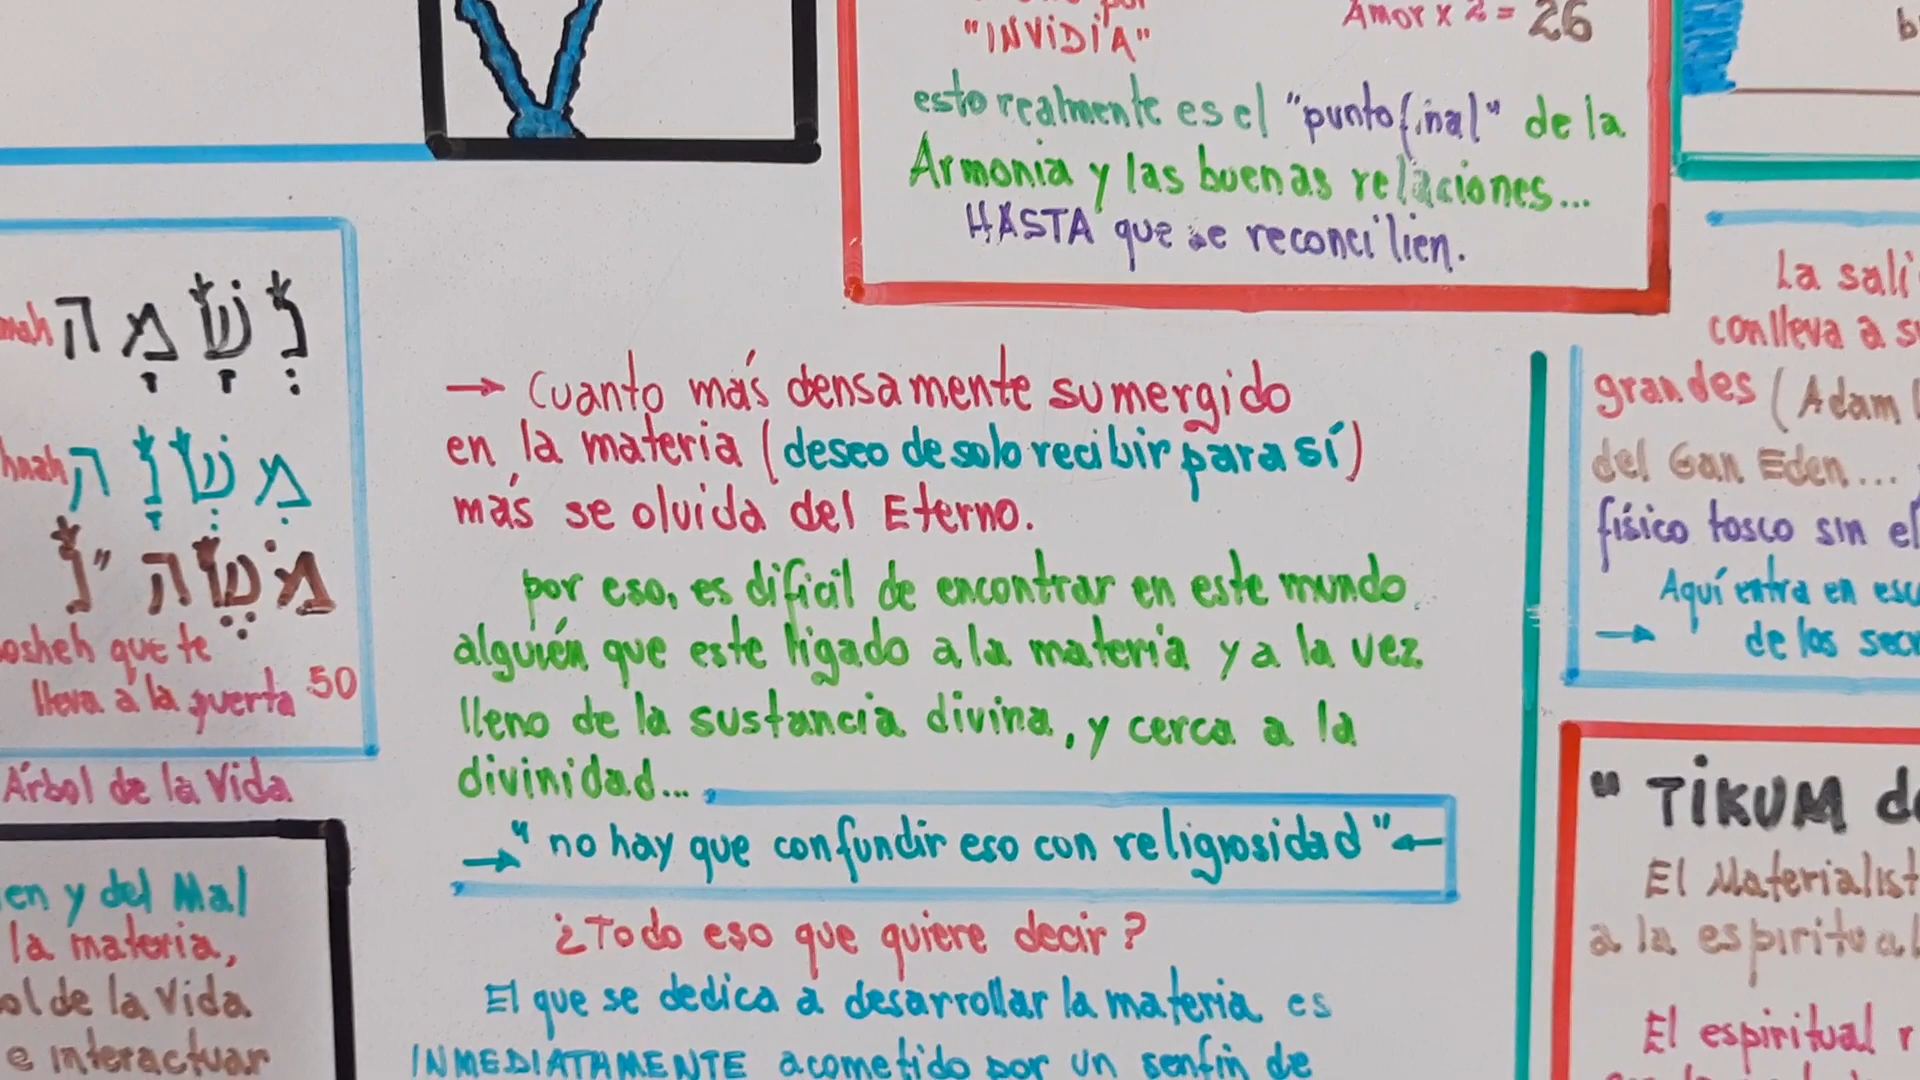 "INVIDIA"
Amor x 2 = 26
esto realmente es el "punto final" de la
Armonia y las buenas relaciones...
HASTA que se reconcilien.
נְשָׁמָה
מִשְׁנָה
מֹשֶׁה נ"
osheh que te
lleva a la puerta 50
Árbol de la Vida
en y del Mal
la materia,
ol de la Vida
e interactuar
→ Cuanto más densamente sumergido
en la materia (deseo de solo recibir para sí)
más se olvida del Eterno.
por eso, es dificil de encontrar en este mundo
alguién que este ligado a la materia y a la vez
lleno de la sustancia divina, y cerca a la
divinidad...
→ "no hay que confundir eso con religiosidad" ←
¿Todo eso que quiere decir?
El que se dedica a desarrollar la materia es
INMEDIATAMENTE acometido por un senfin de
La sali
conlleva a s
grandes (Adam
del Gan Eden...
físico tosco sin el
Aquí entra en esc
→ de los secr
"TIKUM de
El Materialist
a la espiritual
El espiritual r